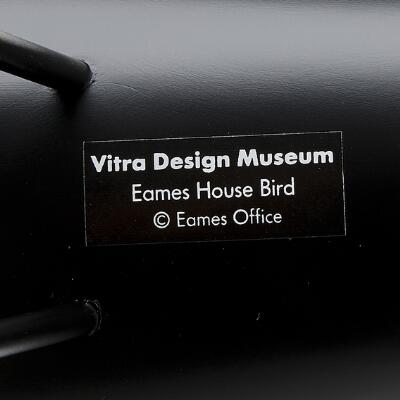 Vitra Design Museum
Eames House Bird
© Eames Office